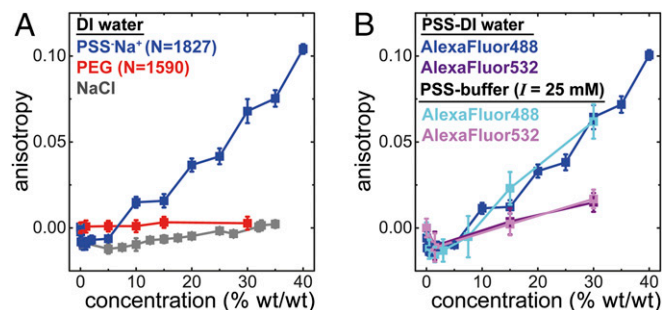 A
DI water
PSS-Na⁺ (N=1827)
PEG (N=1590)
NaCl
0.10
0.05
0.00
anisotropy
0 10 20 30 40
concentration (% wt/wt)
B
PSS-DI water
AlexaFluor488
AlexaFluor532
PSS-buffer (I = 25 mM)
AlexaFluor488
AlexaFluor532
0.10
0.05
0.00
anisotropy
0 10 20 30 40
concentration (% wt/wt)